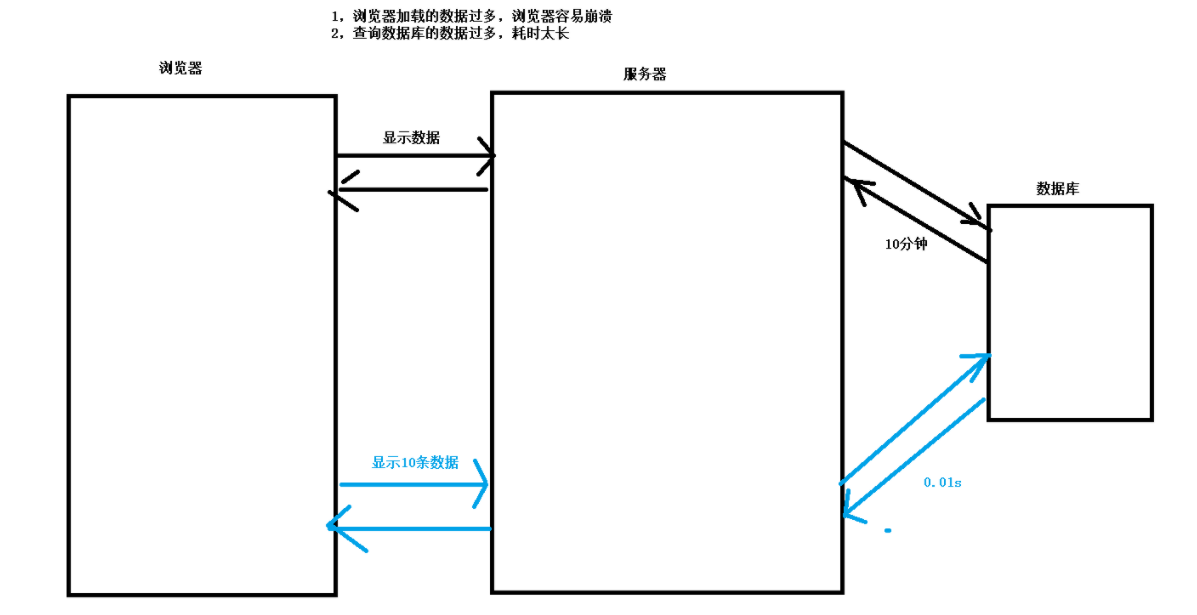 1，浏览器加载的数据过多，浏览器容易崩溃
2，查询数据库的数据过多，耗时太长
浏览器
服务器
显示数据
数据库
10分钟
显示10条数据
0.01s